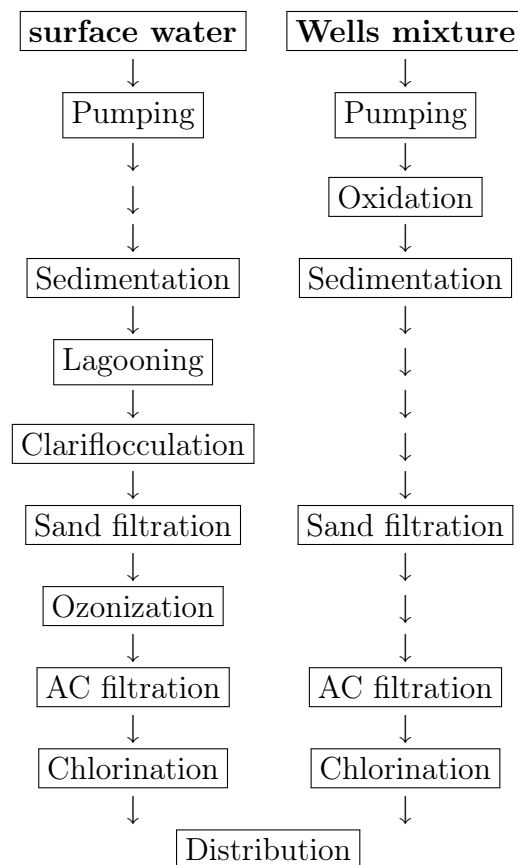 surface water Wells mixture
Pumping Pumping
Oxidation
Sedimentation Sedimentation
Lagooning
Clariflocculation
Sand filtration Sand filtration
Ozonization
AC filtration AC filtration
Chlorination Chlorination
Distribution